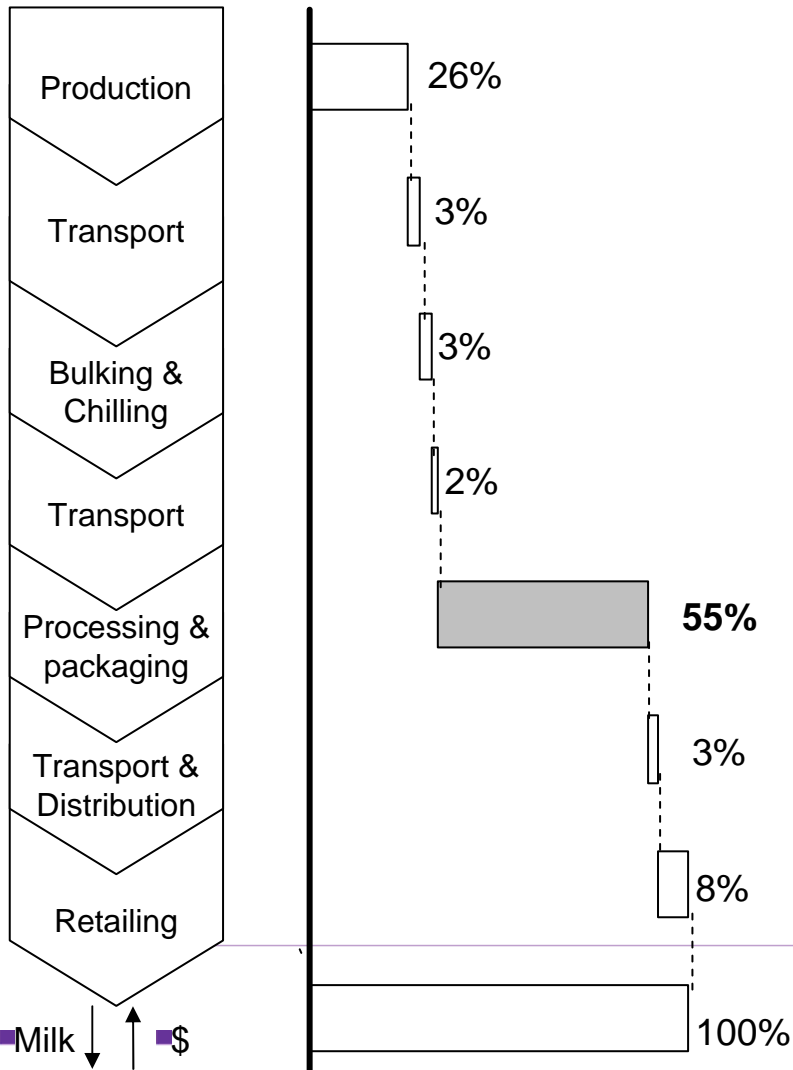 Production
26%
Transport
3%
Bulking &
Chilling
3%
Transport
2%
Processing &
packaging
55%
Transport &
Distribution
3%
Retailing
8%
Milk
$
100%